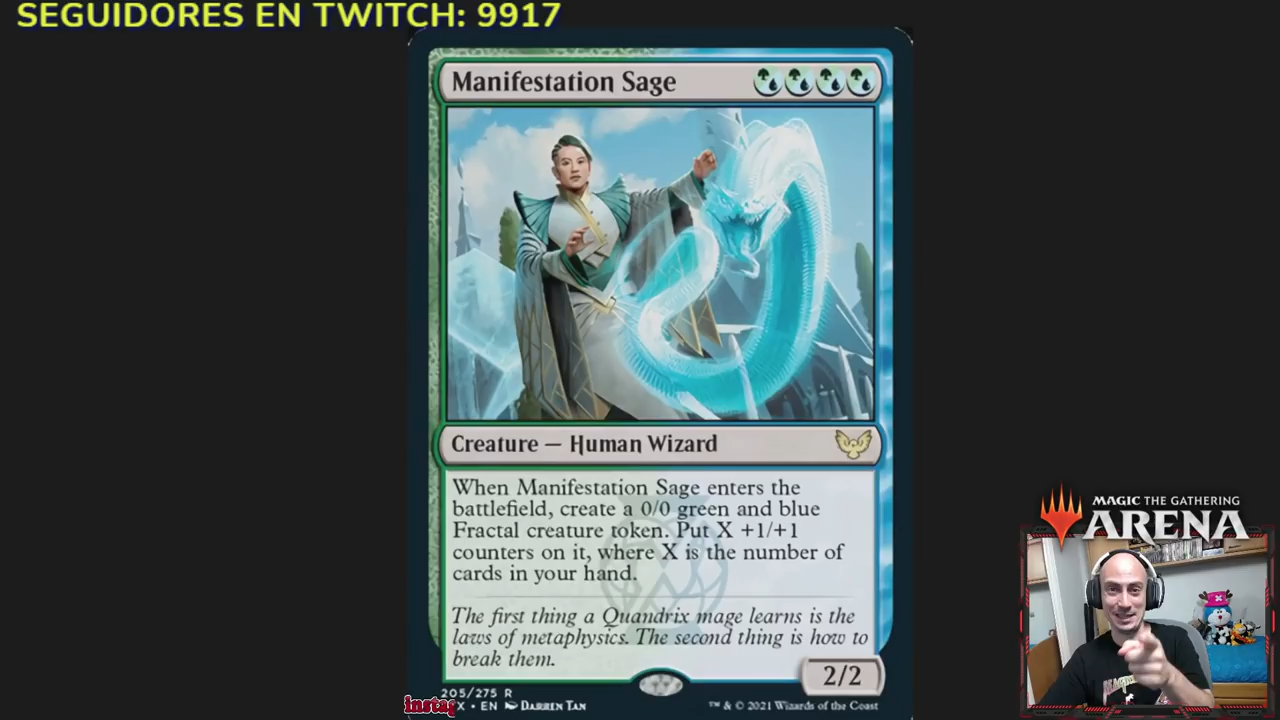 SEGUIDORES EN TWITCH: 9917
Manifestation Sage
Creature — Human Wizard
When Manifestation Sage enters the
battlefield, create a 0/0 green and blue
Fractal creature token. Put X +1/+1
counters on it, where X is the number of
cards in your hand.
The first thing a Quandrix mage learns is the
laws of metaphysics. The second thing is how to
break them.
2/2
205/275 R
X • EN DARREN TAN
™ & © 2021 Wizards of the Coast
instag
MAGIC THE GATHERING
ARENA